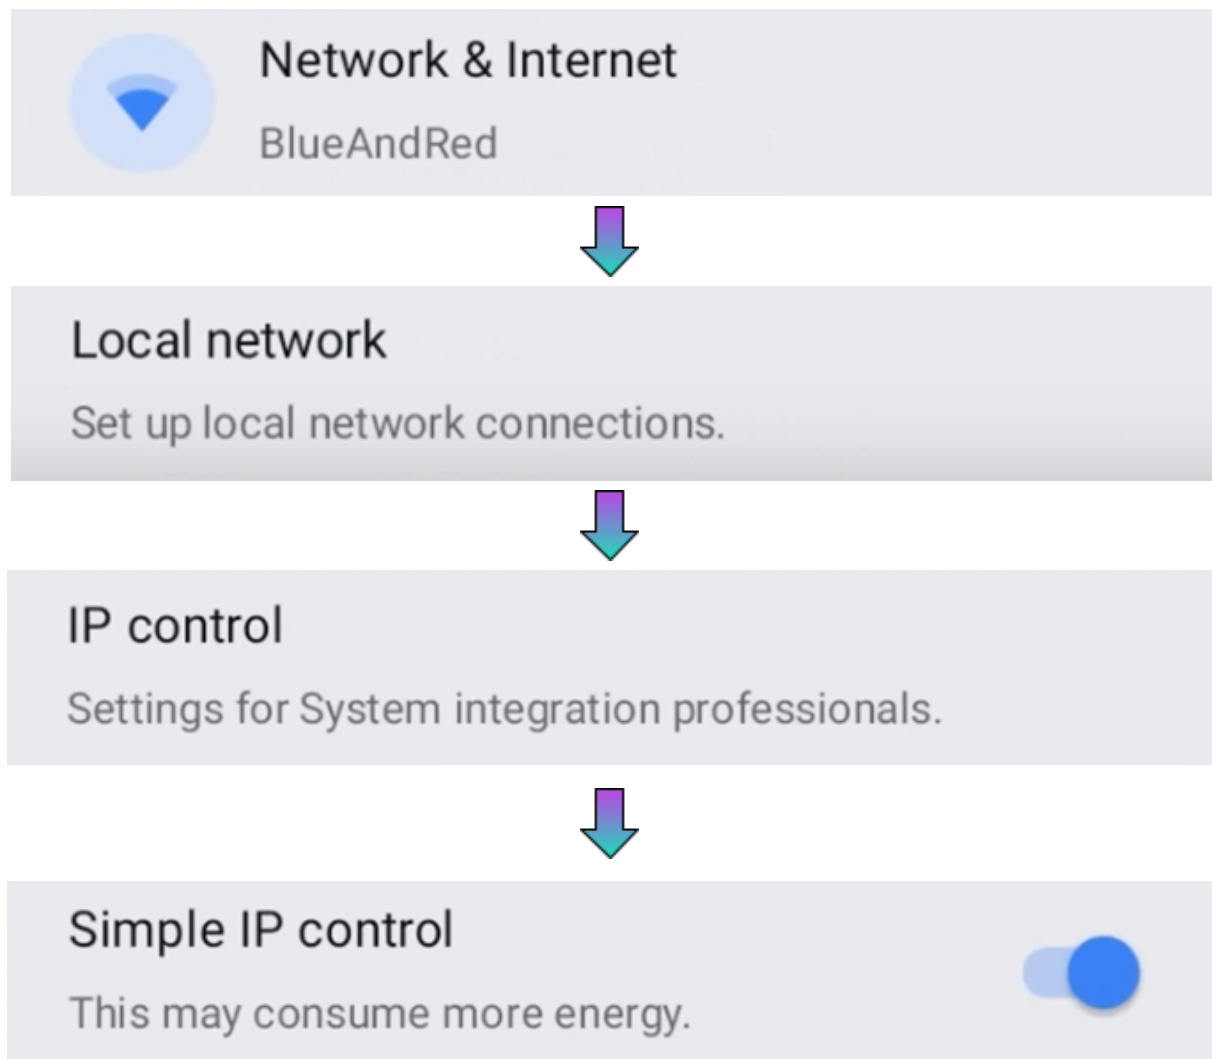 Network & Internet
BlueAndRed
Local network
Set up local network connections.
IP control
Settings for System integration professionals.
Simple IP control
This may consume more energy.